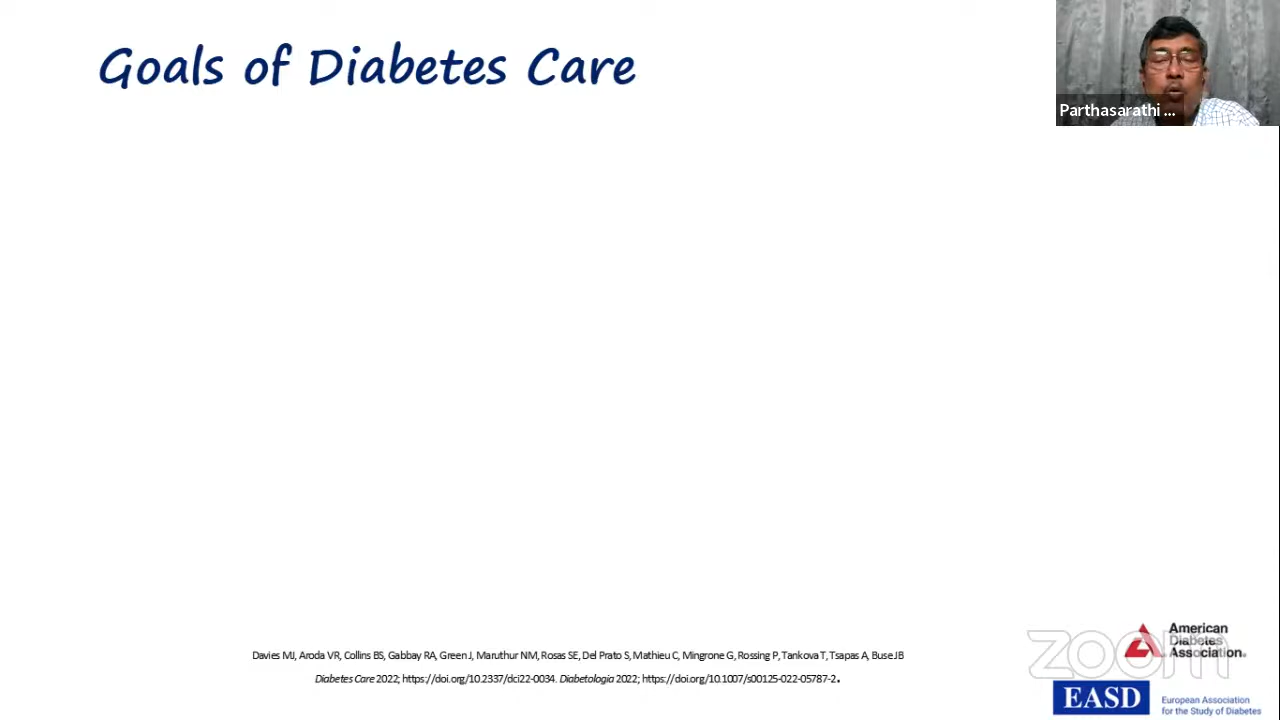 Goals of Diabetes Care
Parthasarathi ...
Davies MJ, Aroda VR, Collins BS, Gabbay RA, Green J, Maruthur NM, Rosas SE, Del Prato S, Mathieu C, Mingrone G, Rossing P, Tankova T, Tsapas A, Buse JB
Diabetes Care 2022; https://doi.org/10.2337/dci22-0034. Diabetologia 2022; https://doi.org/10.1007/s00125-022-05787-2.
zoom
American
Diabetes
Association.
EASD
European Association
for the Study of Diabetes